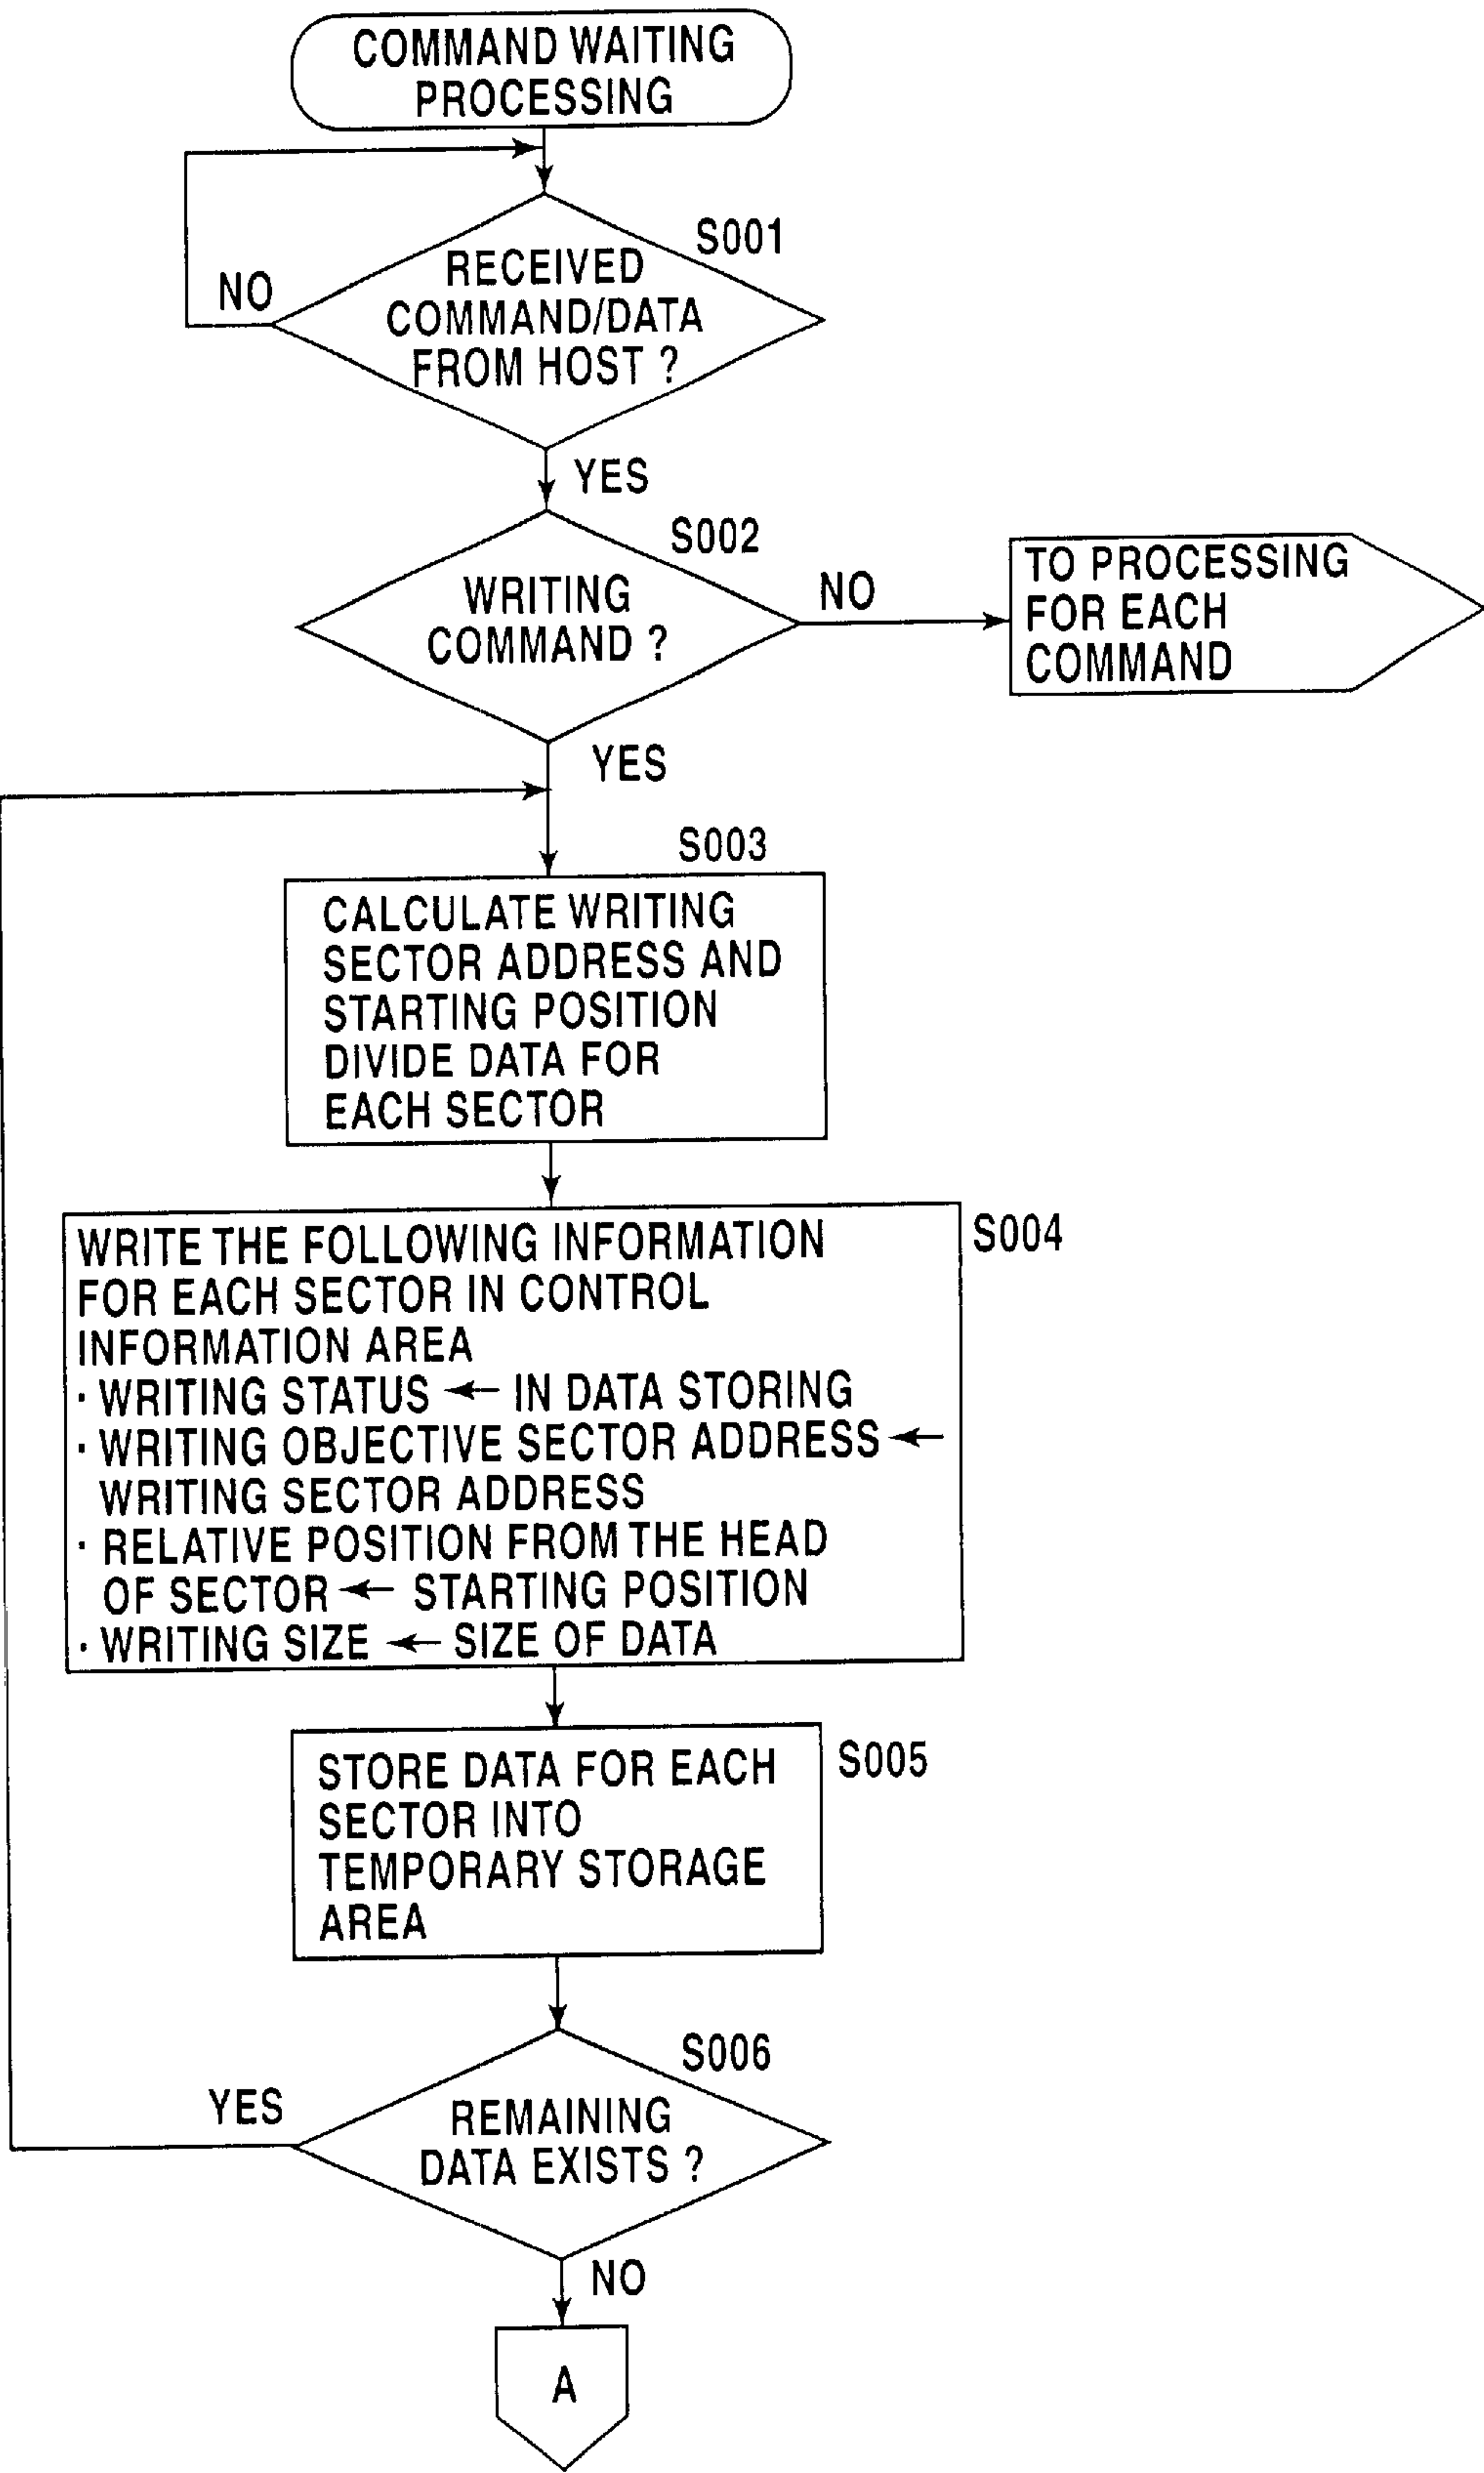 COMMAND WAITING
PROCESSING
S001
RECEIVED
COMMAND/DATA
FROM HOST ?
NO
YES
S002
WRITING
COMMAND ?
NO
TO PROCESSING
FOR EACH
COMMAND
YES
S003
CALCULATE WRITING
SECTOR ADDRESS AND
STARTING POSITION
DIVIDE DATA FOR
EACH SECTOR
S004
WRITE THE FOLLOWING INFORMATION
FOR EACH SECTOR IN CONTROL
INFORMATION AREA
· WRITING STATUS ← IN DATA STORING
· WRITING OBJECTIVE SECTOR ADDRESS ←
WRITING SECTOR ADDRESS
· RELATIVE POSITION FROM THE HEAD
OF SECTOR ← STARTING POSITION
· WRITING SIZE ← SIZE OF DATA
S005
STORE DATA FOR EACH
SECTOR INTO
TEMPORARY STORAGE
AREA
S006
YES
REMAINING
DATA EXISTS ?
NO
A